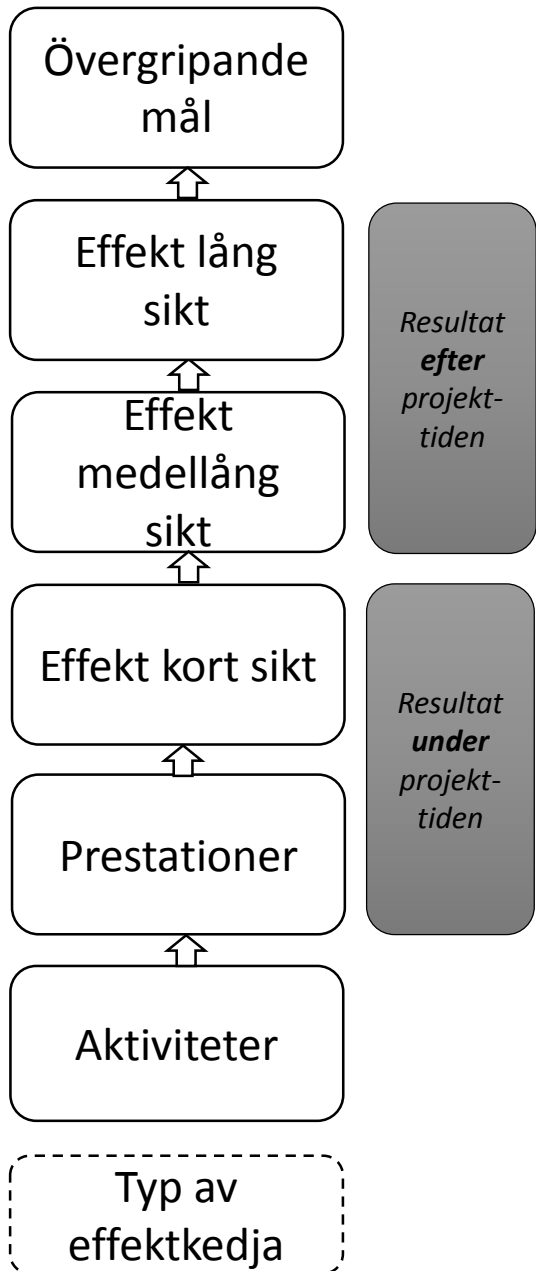 Övergripande
mål
Effekt lång
sikt
Resultat
efter
projekt-
tiden
Effekt
medellång
sikt
Effekt kort sikt
Resultat
under
projekt-
tiden
Prestationer
Aktiviteter
Typ av
effektkedja